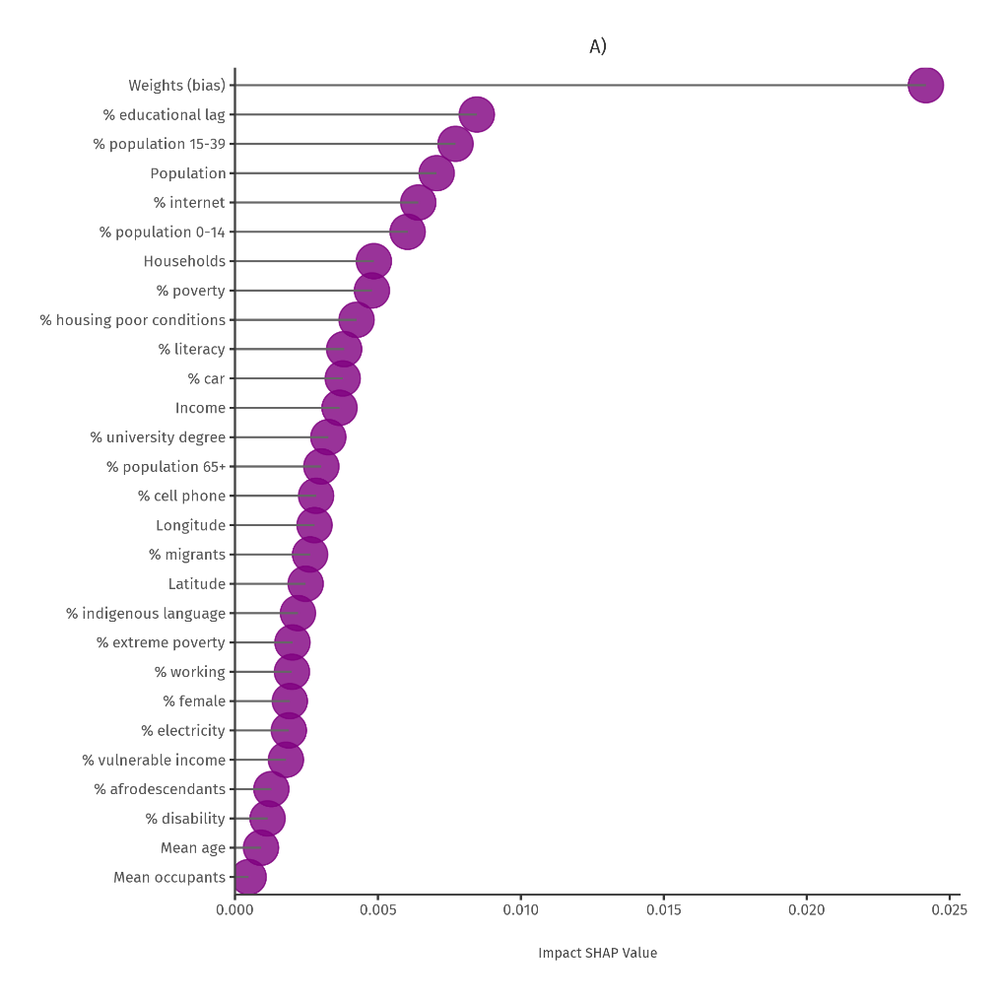 A)
Weights (bias)
% educational lag
% population 15-39
Population
% internet
% population 0-14
Households
% poverty
% housing poor conditions
% literacy
% car
Income
% university degree
% population 65+
% cell phone
Longitude
% migrants
Latitude
% indigenous language
% extreme poverty
% working
% female
% electricity
% vulnerable income
% afrodescendants
% disability
Mean age
Mean occupants
0.000 0.005 0.010 0.015 0.020 0.025
Impact SHAP Value